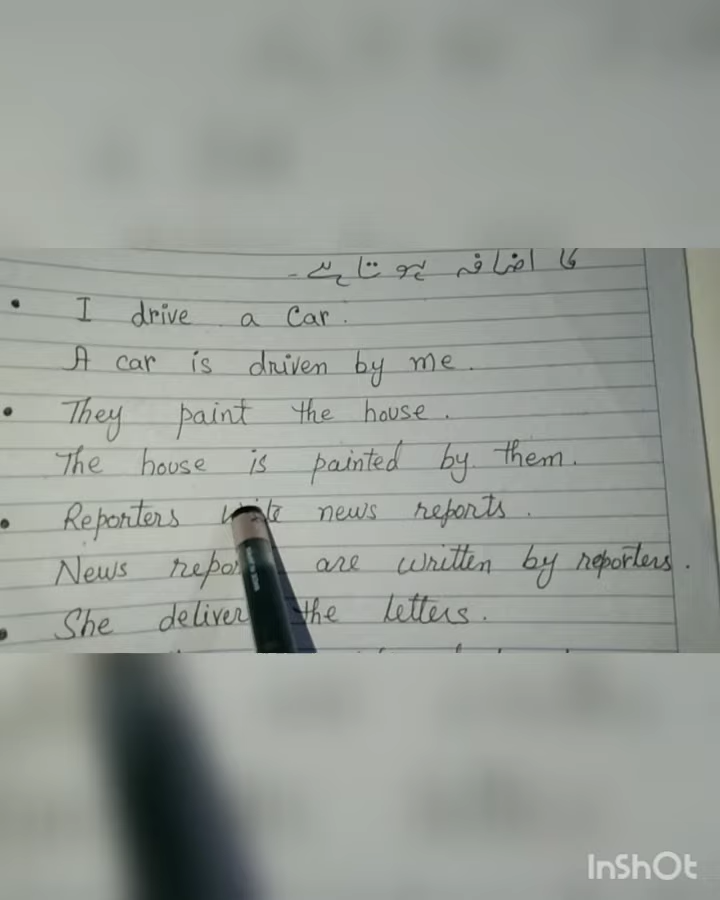 کا اضافہ ہوتا ہے۔
I drive a Car.
A car is driven by me.
They paint the house.
The house is painted by them.
Reporters write news reports.
News are written by reporters.
She the letters.
InShOt